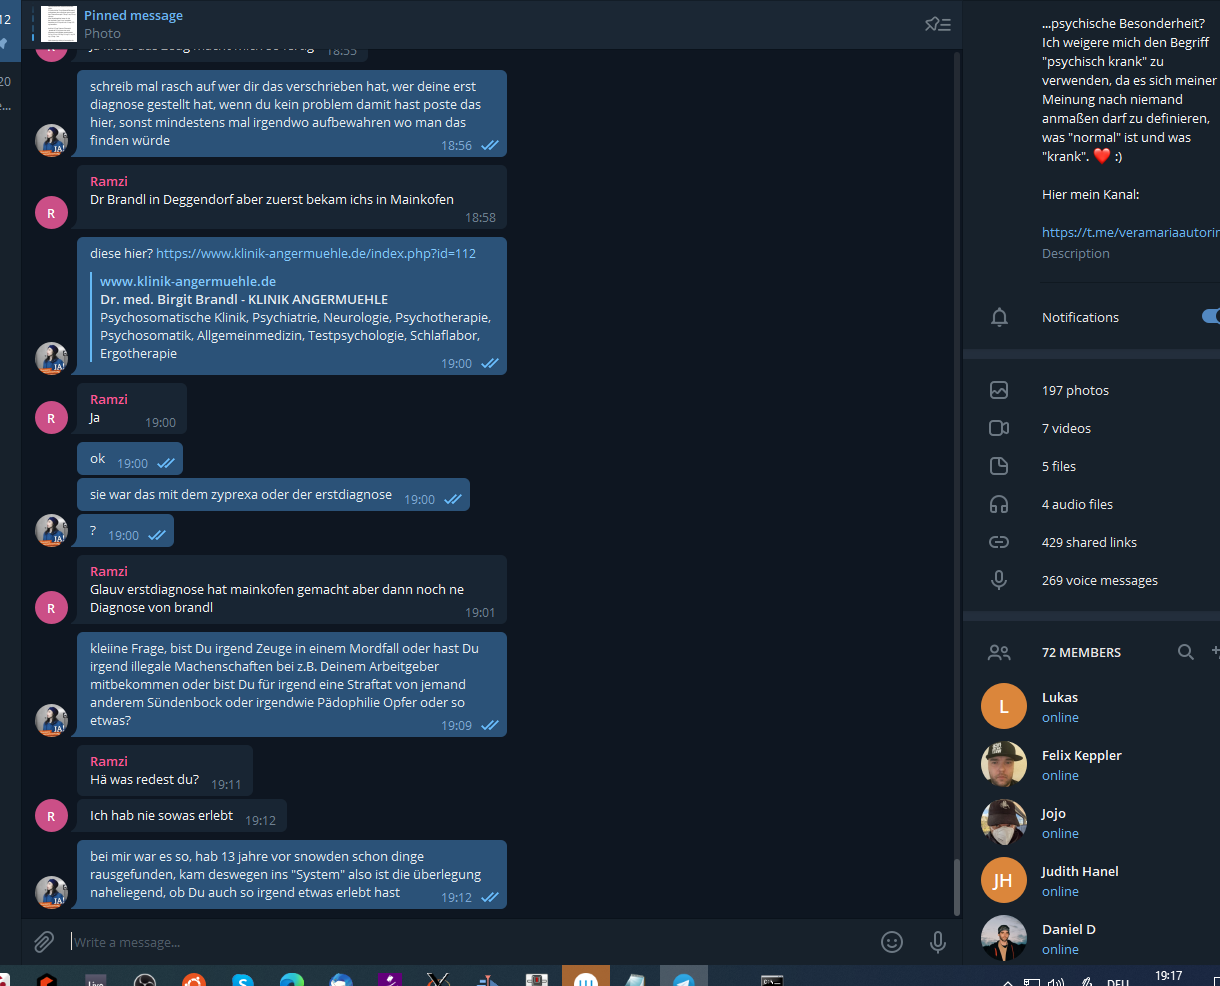 12
Pinned message
Photo
18:55
schreib mal rasch auf wer dir das verschrieben hat, wer deine erst
diagnose gestellt hat, wenn du kein problem damit hast poste das
hier, sonst mindestens mal irgendwo aufbewahren wo man das
finden würde
18:56
JA!
Ramzi
Dr Brandl in Deggendorf aber zuerst bekam ichs in Mainkofen
18:58
R
diese hier? https://www.klinik-angermuehle.de/index.php?id=112
www.klinik-angermuehle.de
Dr. med. Birgit Brandl - KLINIK ANGERMUEHLE
Psychosomatische Klinik, Psychiatrie, Neurologie, Psychotherapie,
Psychosomatik, Allgemeinmedizin, Testpsychologie, Schlaflabor,
Ergotherapie
19:00
JA!
Ramzi
Ja
19:00
R
ok 19:00
sie war das mit dem zyprexa oder der erstdiagnose 19:00
? 19:00
JA!
Ramzi
Glauv erstdiagnose hat mainkofen gemacht aber dann noch ne
Diagnose von brandl
19:01
R
kleiine Frage, bist Du irgend Zeuge in einem Mordfall oder hast Du
irgend illegale Machenschaften bei z.B. Deinem Arbeitgeber
mitbekommen oder bist Du für irgend eine Straftat von jemand
anderem Sündenbock oder irgendwie Pädophilie Opfer oder so
etwas?
19:09
JA!
Ramzi
Hä was redest du? 19:11
Ich hab nie sowas erlebt 19:12
R
bei mir war es so, hab 13 jahre vor snowden schon dinge
rausgefunden, kam deswegen ins "System" also ist die überlegung
naheliegend, ob Du auch so irgend etwas erlebt hast
19:12
JA!
Write a message...
...psychische Besonderheit?
Ich weigere mich den Begriff
"psychisch krank" zu
verwenden, da es sich meiner
Meinung nach niemand
anmaßen darf zu definieren,
was "normal" ist und was
"krank". ❤️ :)
Hier mein Kanal:
https://t.me/veramariaautorin
Description
Notifications
197 photos
7 videos
5 files
4 audio files
429 shared links
269 voice messages
72 MEMBERS
L
Lukas
online
Felix Keppler
online
Jojo
online
JH
Judith Hanel
online
Daniel D
online
Live
DEU
19:17